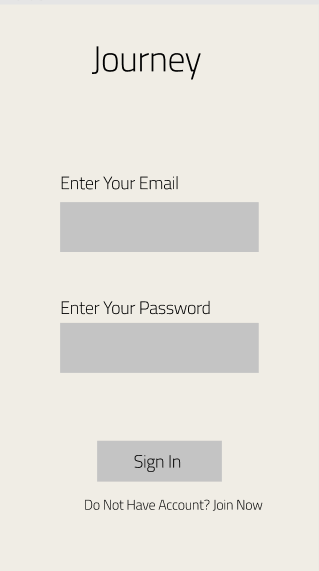 Journey
Enter Your Email
Enter Your Password
Sign In
Do Not Have Account? Join Now